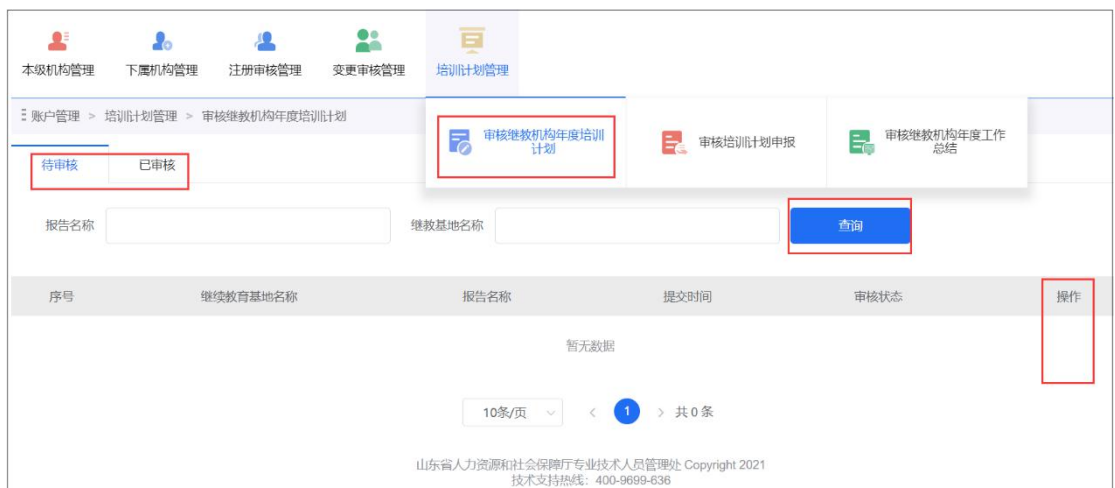 本级机构管理 下属机构管理 注册审核管理 变更审核管理 培训计划管理
账户管理 > 培训计划管理 > 审核继教机构年度培训计划
审核继教机构年度培训
计划
审核培训计划申报
审核继教机构年度工作
总结
待审核 已审核
报告名称 继教基地名称 查询
序号 继续教育基地名称 报告名称 提交时间 审核状态 操作
暂无数据
10条/页 < 1 > 共 0 条
山东省人力资源和社会保障厅专业技术人员管理处 Copyright 2021
技术支持热线：400-9699-636